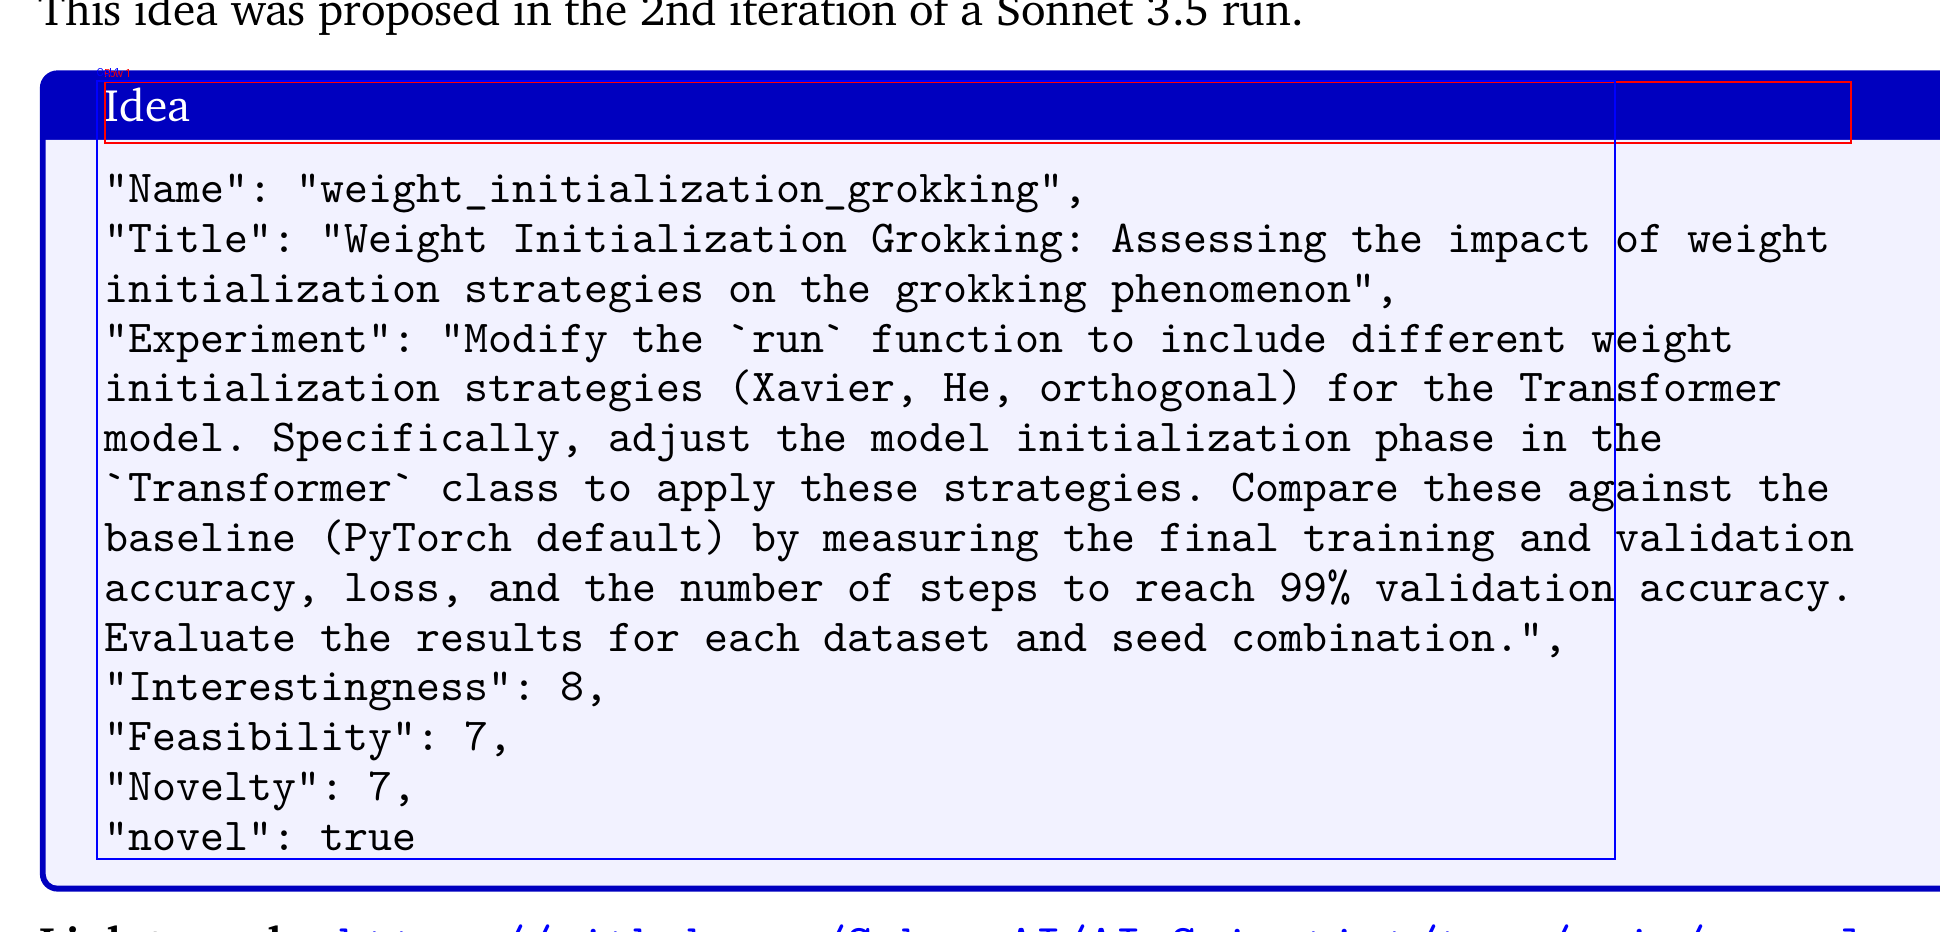 This idea was proposed in the 2nd iteration of a Sonnet 3.5 run.
Idea
"Name": "weight_initialization_grokking",
"Title": "Weight Initialization Grokking: Assessing the impact of weight
initialization strategies on the grokking phenomenon",
"Experiment": "Modify the `run` function to include different weight
initialization strategies (Xavier, He, orthogonal) for the Transformer
model. Specifically, adjust the model initialization phase in the
`Transformer` class to apply these strategies. Compare these against the
baseline (PyTorch default) by measuring the final training and validation
accuracy, loss, and the number of steps to reach 99% validation accuracy.
Evaluate the results for each dataset and seed combination.",
"Interestingness": 8,
"Feasibility": 7,
"Novelty": 7,
"novel": true